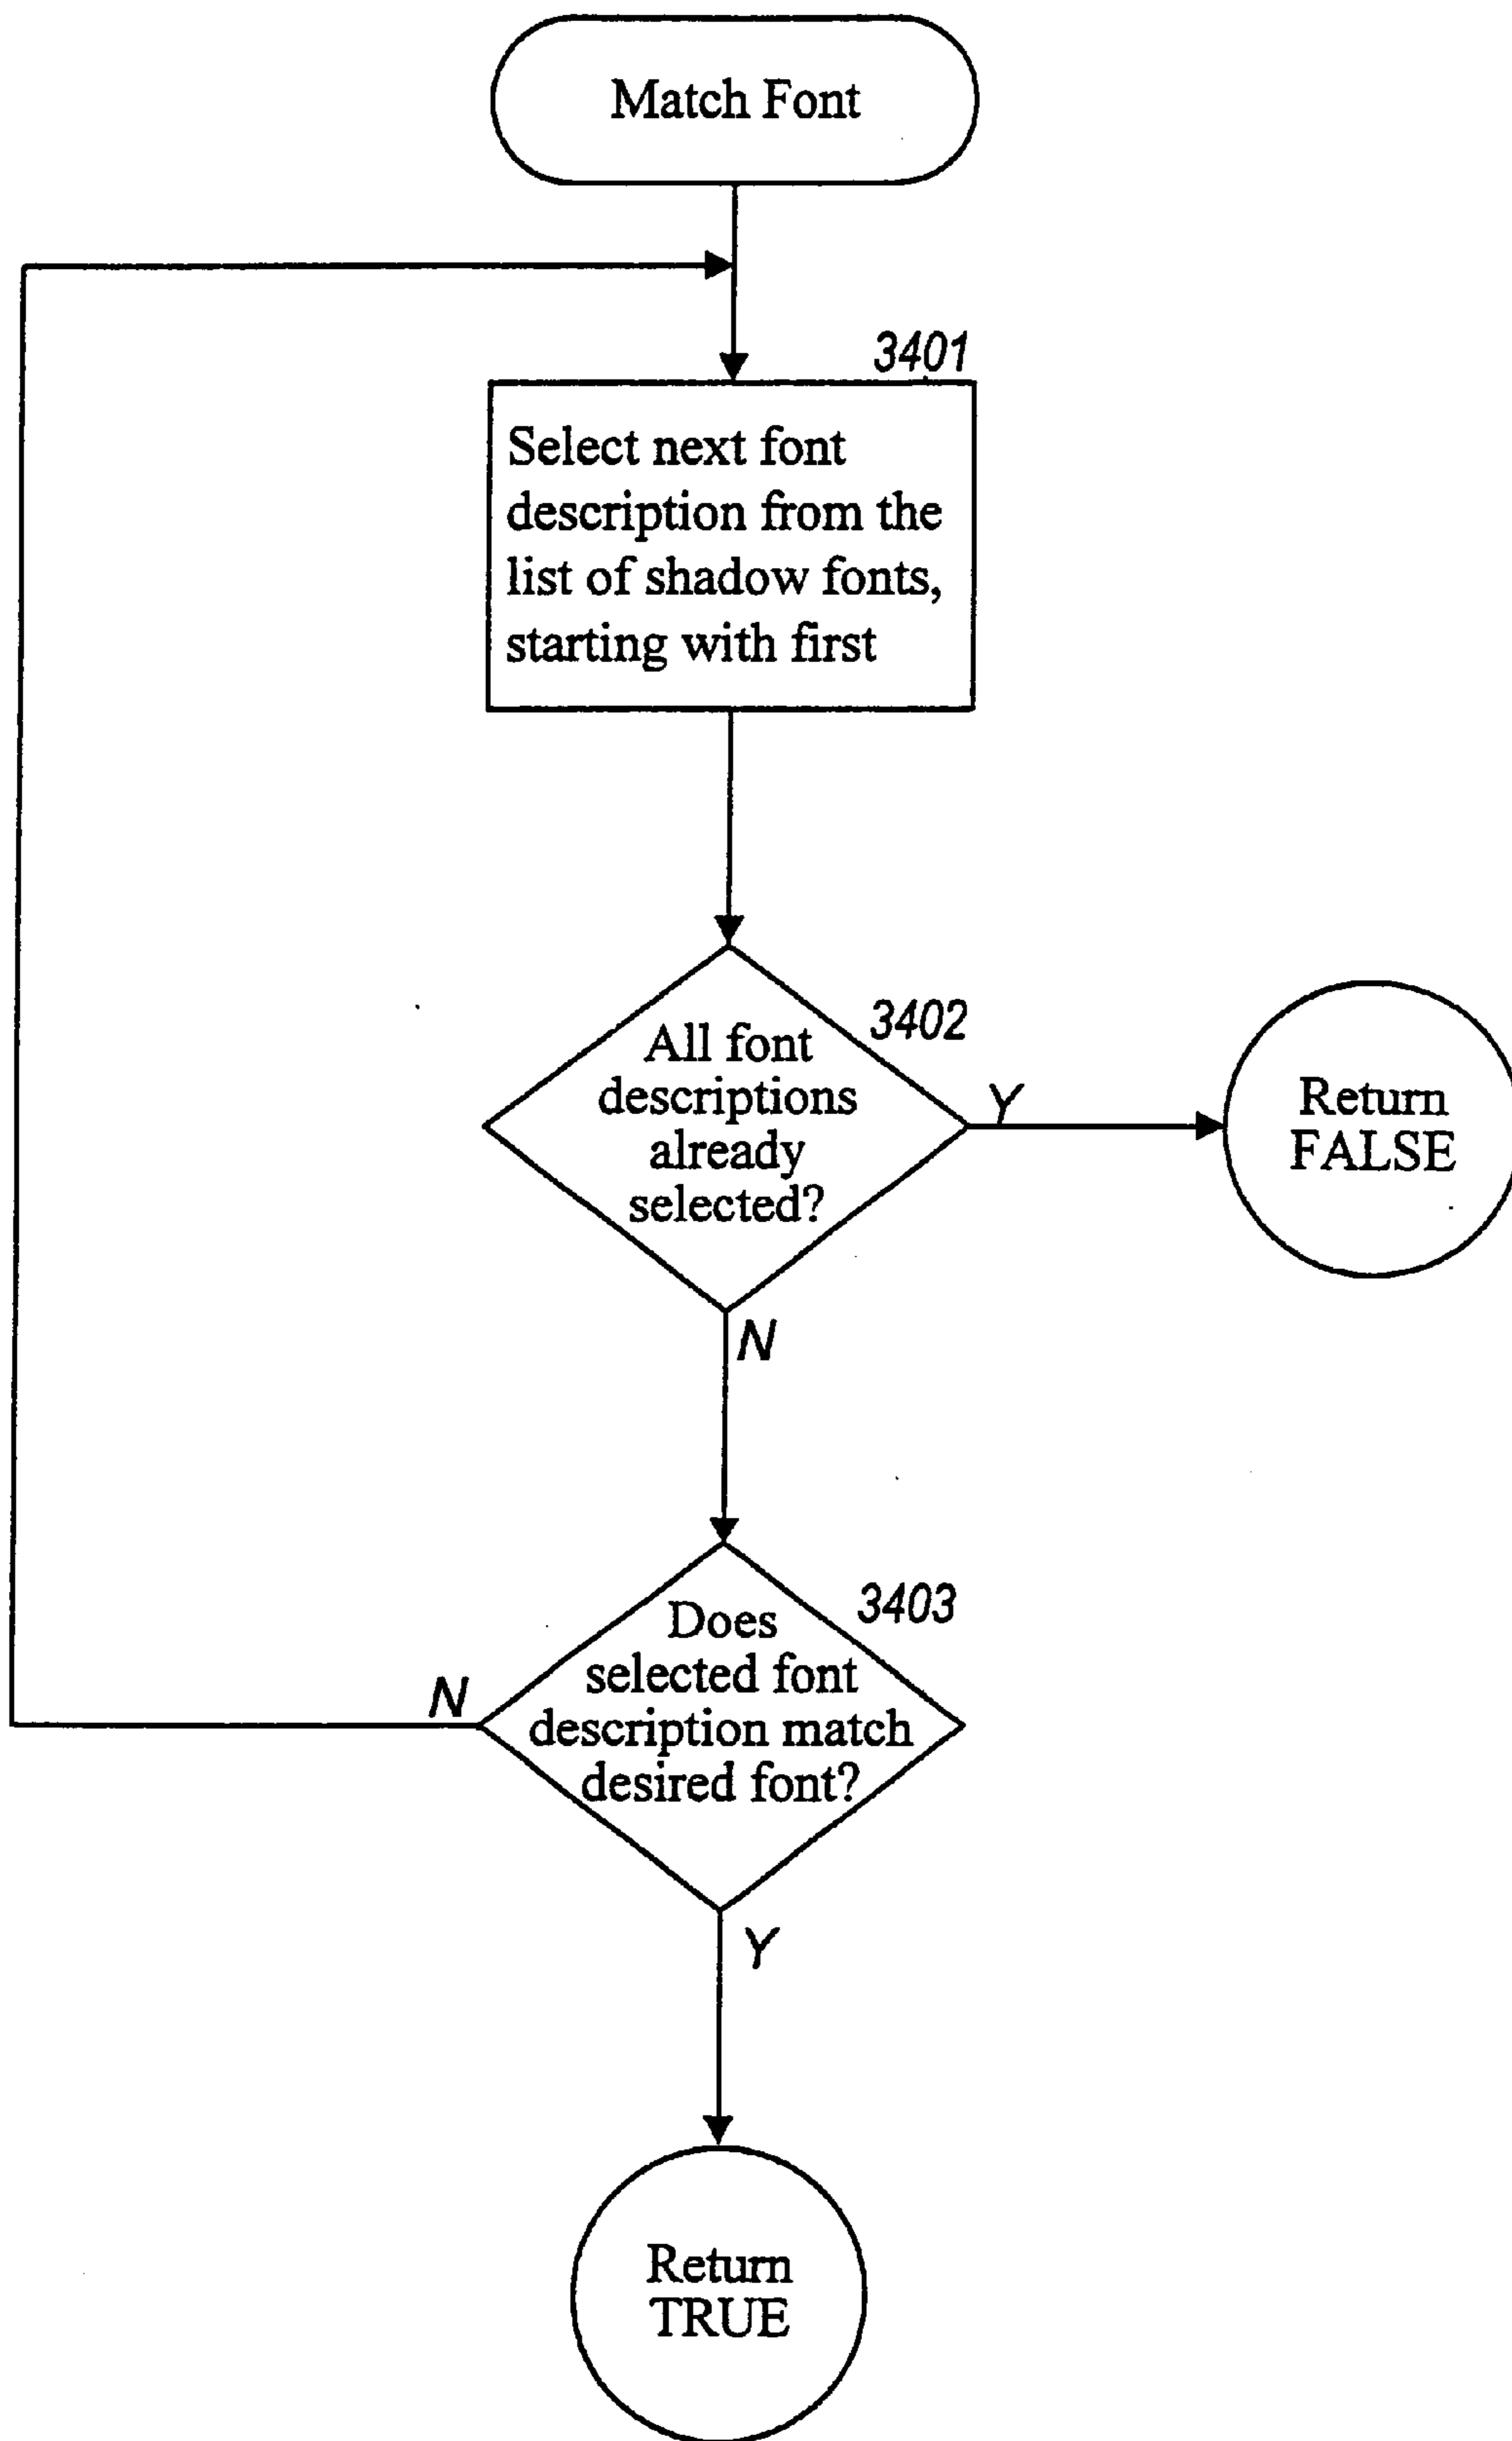 Match Font
3401
Select next font
description from the
list of shadow fonts,
starting with first
3402
All font
descriptions
already
selected?
Y
Return
FALSE
N
3403
Does
selected font
description match
desired font?
N
Y
Return
TRUE